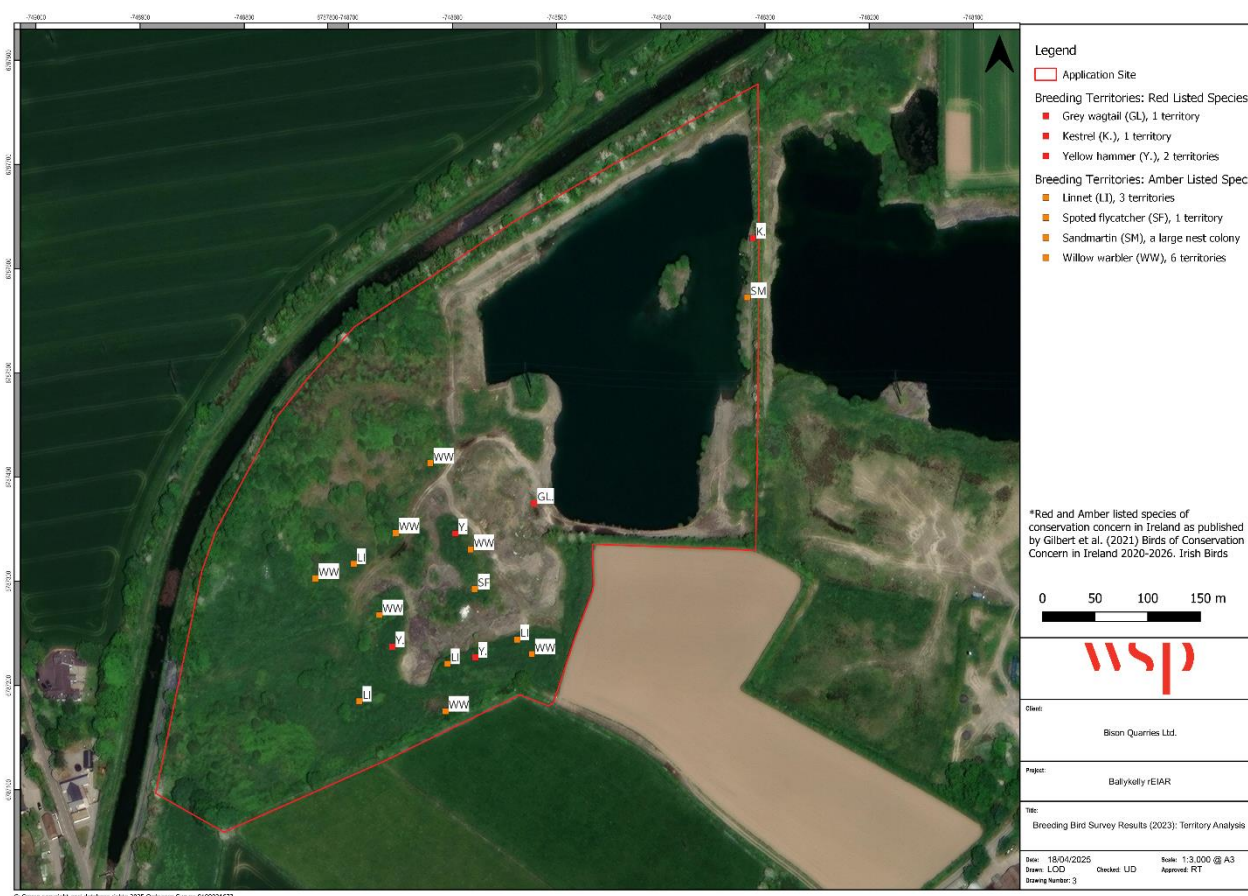 Legend
Application Site
Breeding Territories: Red Listed Species
Grey wagtail (GL), 1 territory
Kestrel (K.), 1 territory
Yellow hammer (Y.), 2 territories
Breeding Territories: Amber Listed Spec
Linnet (LI), 3 territories
Spoted flycatcher (SF), 1 territory
Sandmartin (SM), a large nest colony
Willow warbler (WW), 6 territories
K.
SM
WW
GL.
WW
Y.
WW
LI
WW
SF
WW
Y.
LI
WW
LI
Y.
LI
WW
*Red and Amber listed species of
conservation concern in Ireland as published
by Gilbert et al. (2021) Birds of Conservation
Concern in Ireland 2020-2026. Irish Birds
0 50 100 150 m
wsp
Client:
Bison Quarries Ltd.
Project:
Ballykelly rEIAR
Title:
Breeding Bird Survey Results (2023): Territory Analysis
Date: 18/04/2025 Scale: 1:3,000 @ A3
Drawn: LOD Checked: UD Approved: RT
Drawing Number: 3